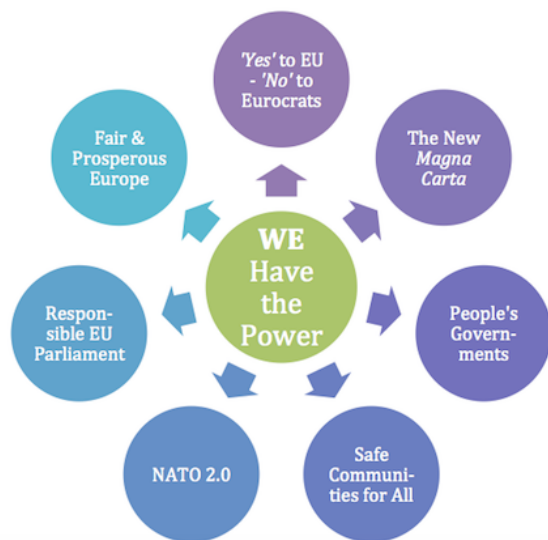 'Yes' to EU
- 'No' to
Eurocrats
The New
Magna
Carta
People's
Govern-
ments
Safe
Communi-
ties for All
NATO 2.0
Respon-
sible EU
Parliament
Fair &
Prosperous
Europe
WE
Have
the
Power